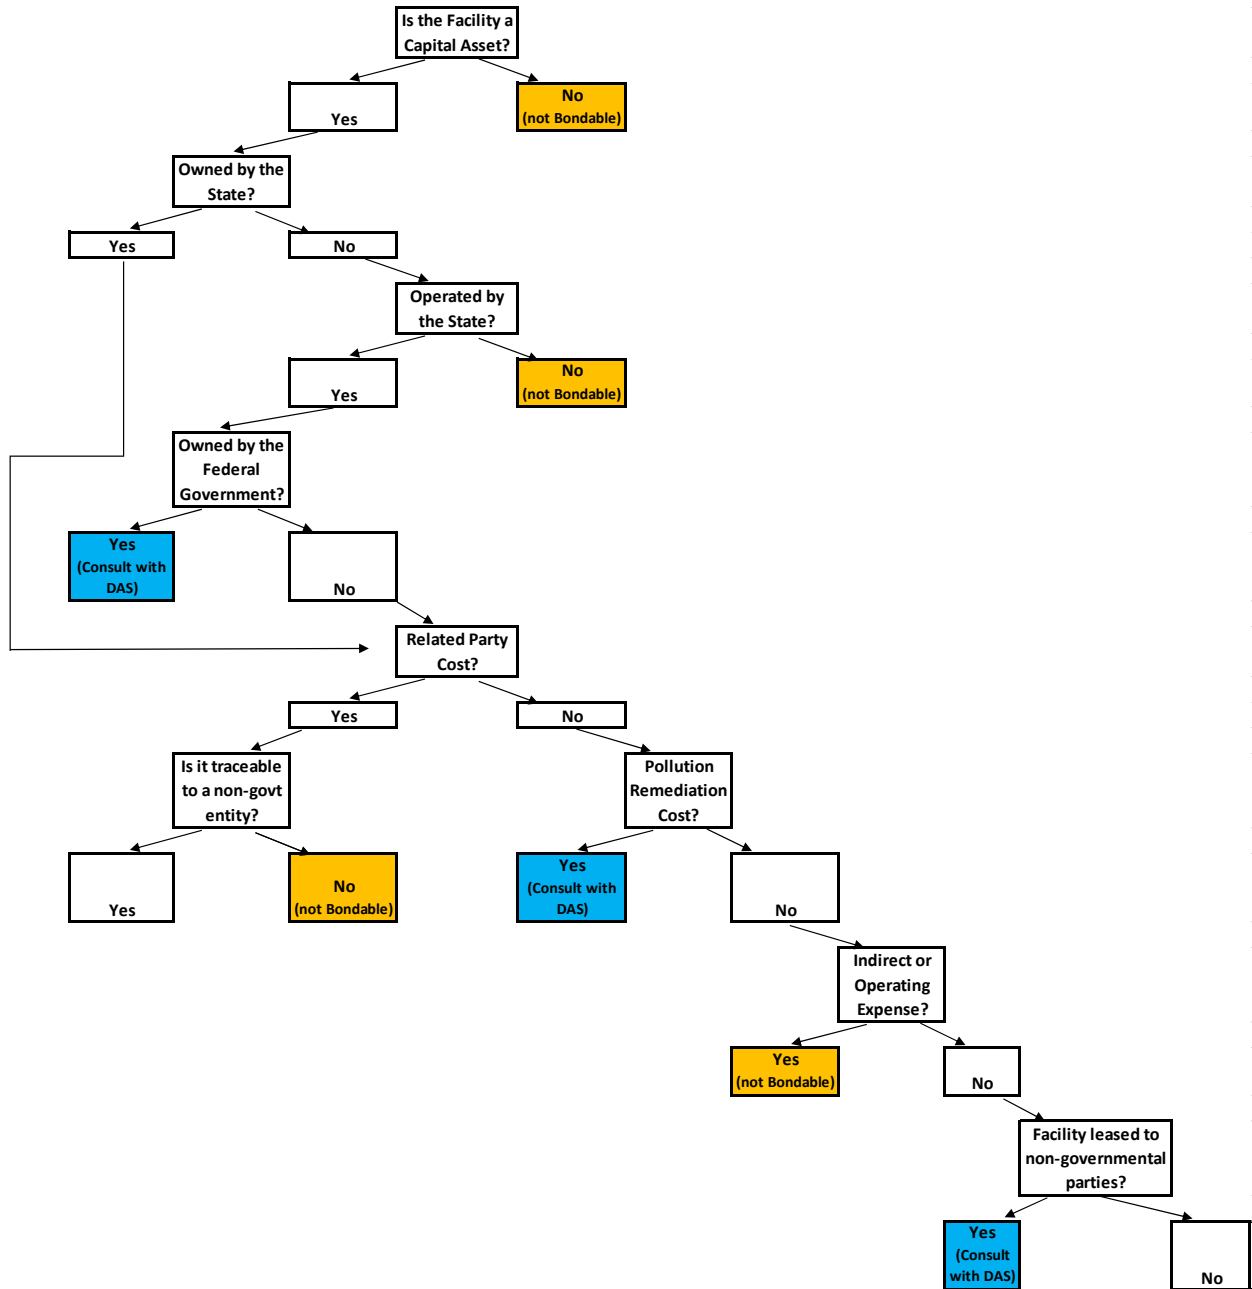 Is the Facility a
Capital Asset?
Yes
No
(not Bondable)
Owned by the
State?
Yes
No
Operated by
the State?
Yes
No
(not Bondable)
Owned by the
Federal
Government?
Yes
(Consult with
DAS)
No
Related Party
Cost?
Yes
No
Is it traceable
to a non-govt
entity?
Pollution
Remediation
Cost?
Yes
No
(not Bondable)
Yes
(Consult with
DAS)
No
Indirect or
Operating
Expense?
Yes
(not Bondable)
No
Facility leased to
non-governmental
parties?
Yes
(Consult
with DAS)
No